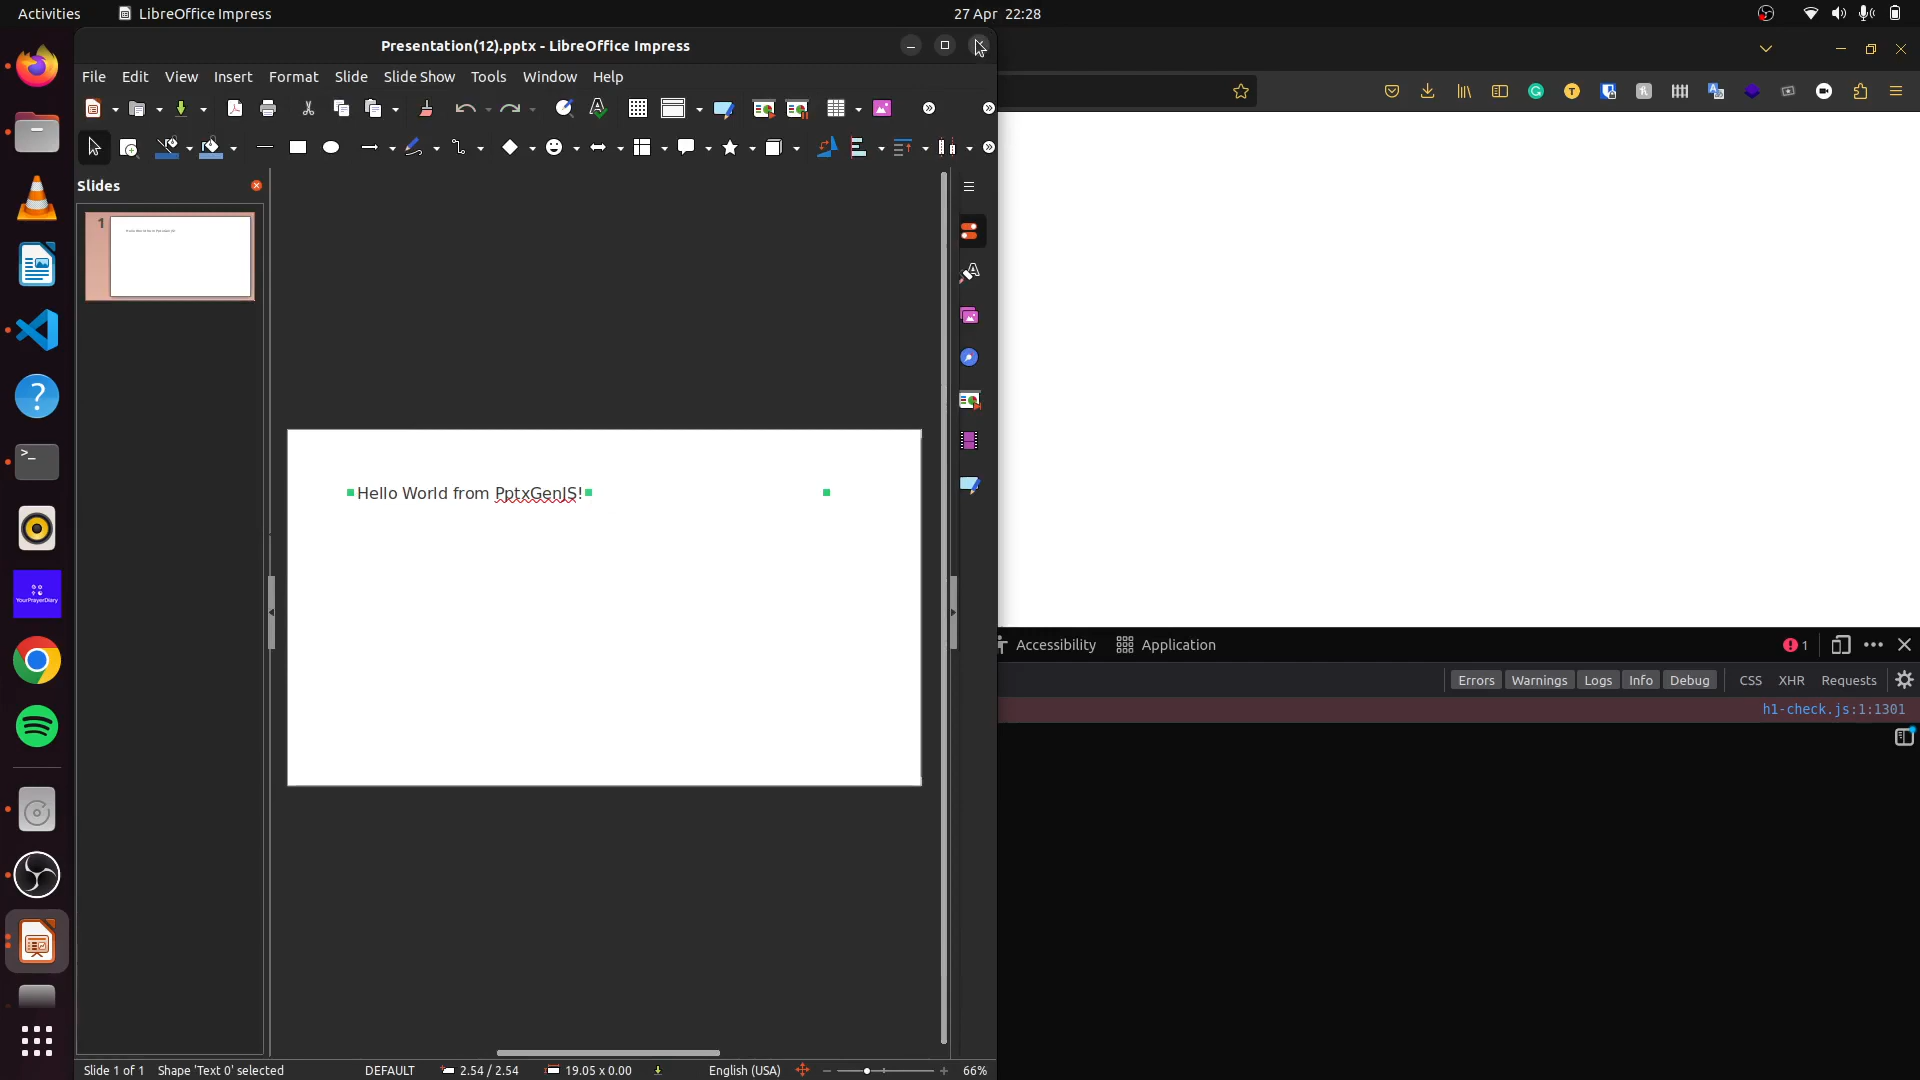 Activities
LibreOffice Impress
27 Apr 22:28
Presentation(12).pptx - LibreOffice Impress
File Edit View Insert Format Slide Slide Show Tools Window Help
Slides
1
Hello World from PptxGenJS!
YourPrayerDiary
Accessibility
Application
1
Errors Warnings Logs Info Debug CSS XHR Requests
h1-check.js:1:1301
Slide 1 of 1 Shape 'Text 0' selected DEFAULT 2.54 / 2.54 19.05 x 0.00 English (USA) 66%